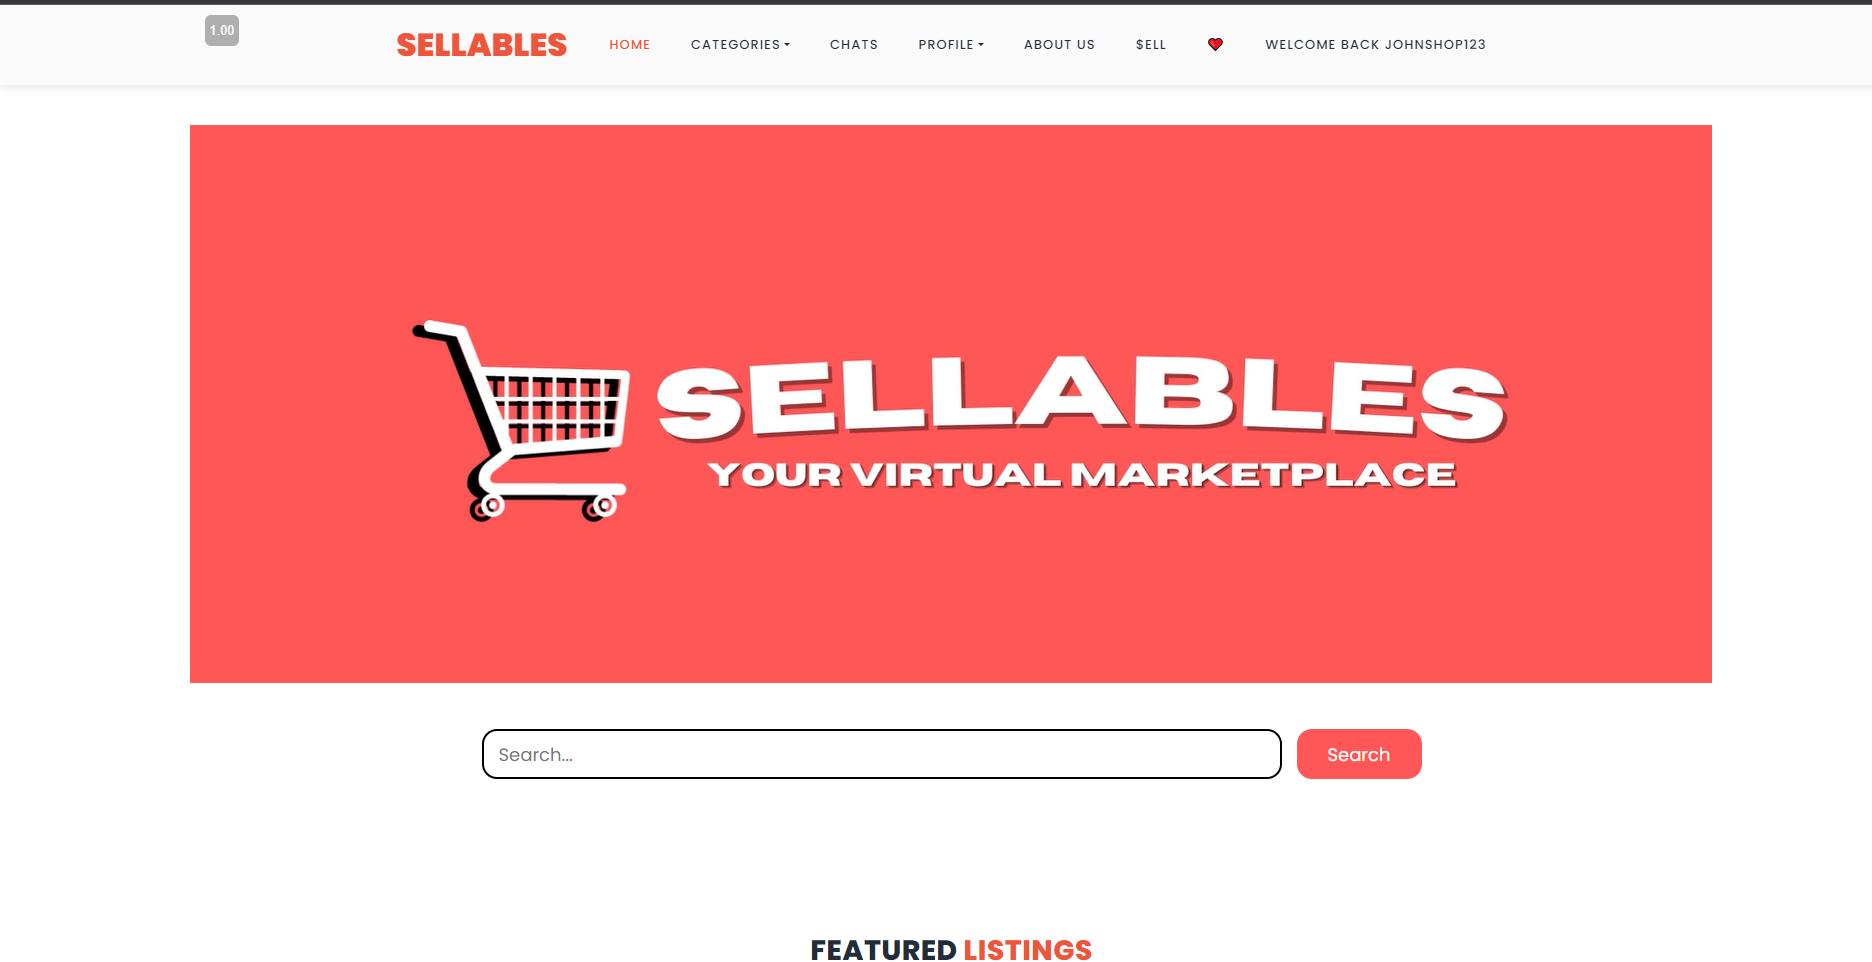 1.00
SELLABLES HOME CATEGORIES CHATS PROFILE ABOUT US $ELL WELCOME BACK JOHNSHOP123
SELLABLES
YOUR VIRTUAL MARKETPLACE
Search... Search
FEATURED LISTINGS